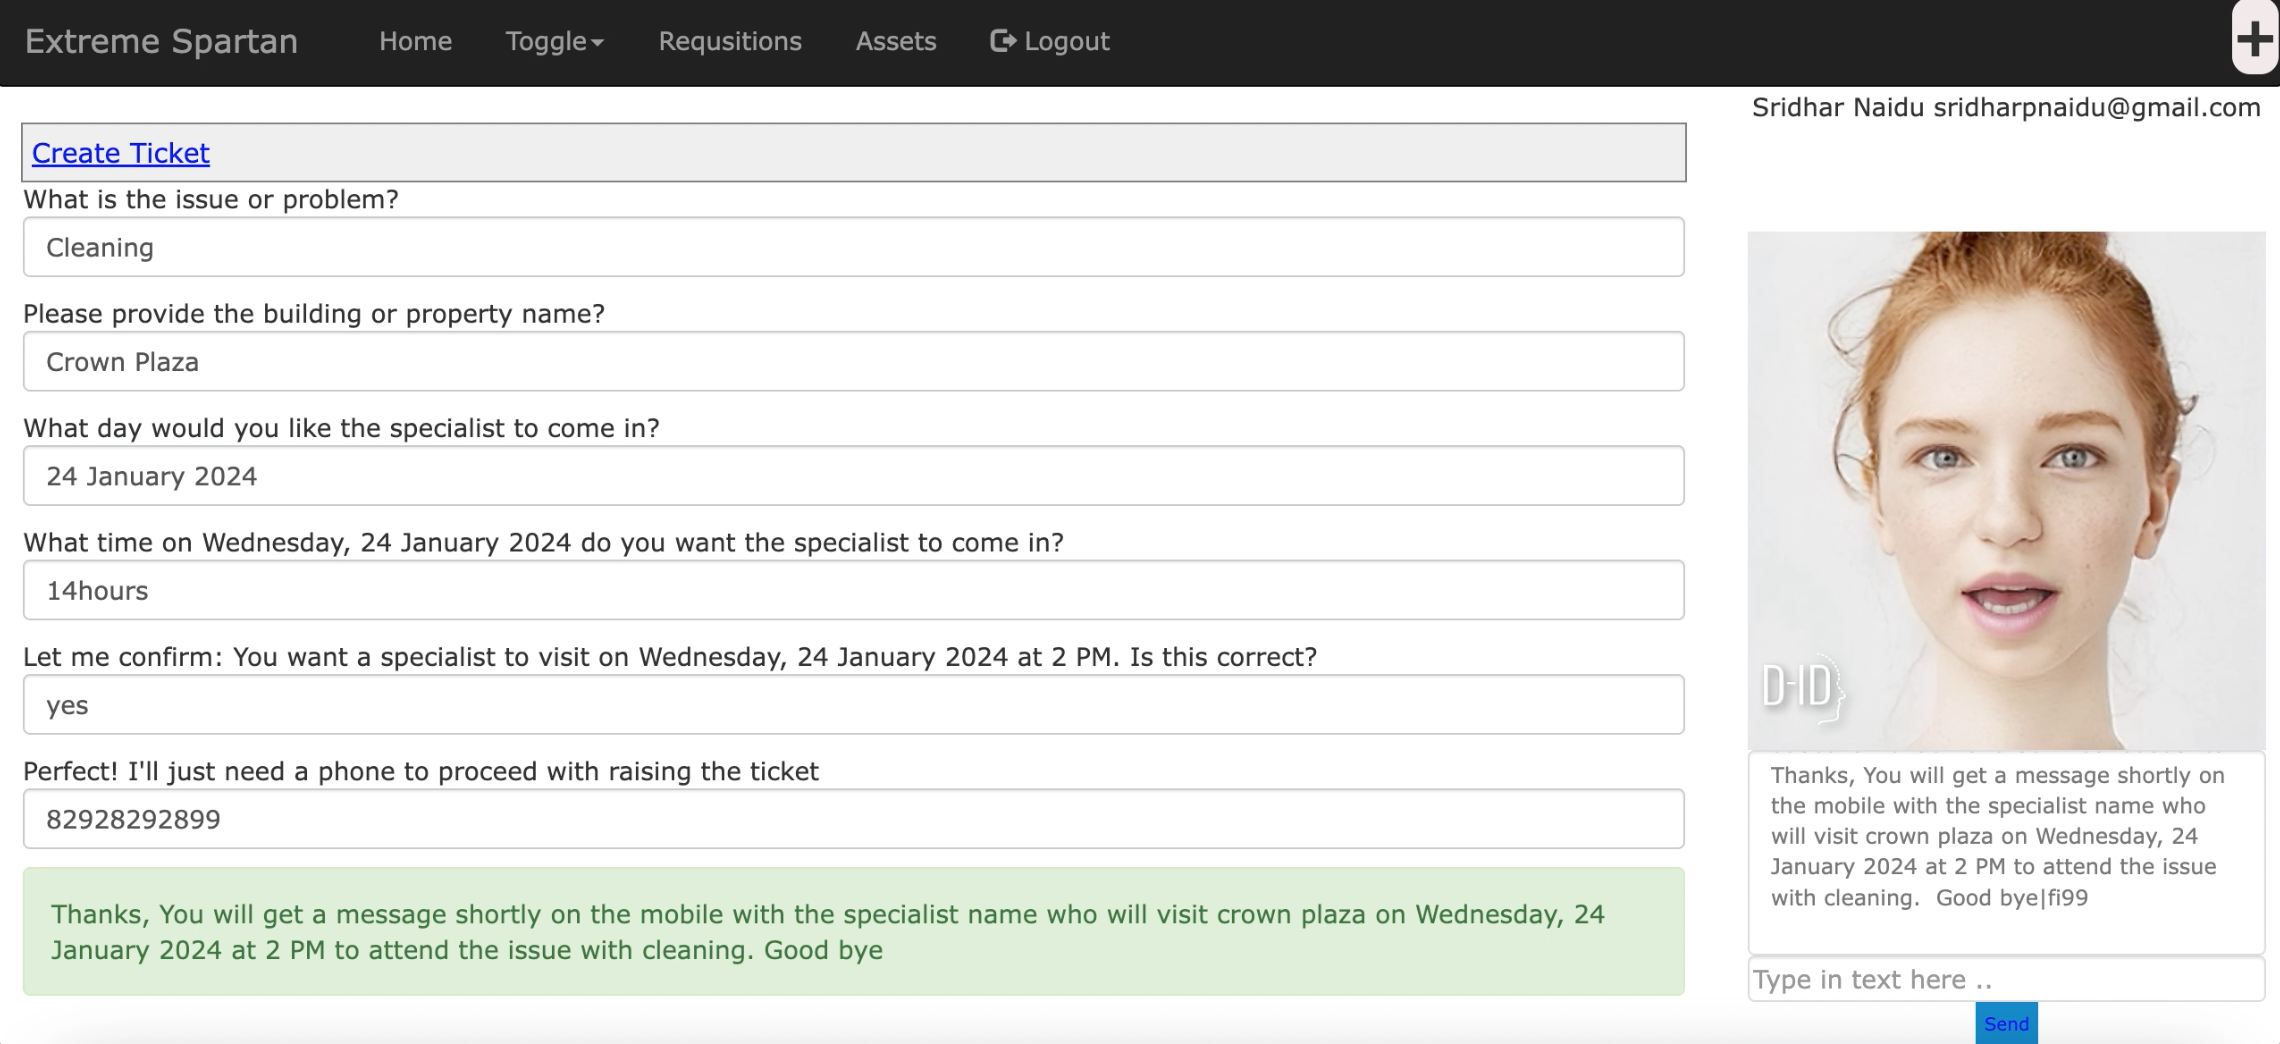 Extreme Spartan Home Toggle Requsitions Assets Logout
Sridhar Naidu sridharpnaidu@gmail.com
Create Ticket
What is the issue or problem?
Cleaning
Please provide the building or property name?
Crown Plaza
What day would you like the specialist to come in?
24 January 2024
What time on Wednesday, 24 January 2024 do you want the specialist to come in?
14hours
Let me confirm: You want a specialist to visit on Wednesday, 24 January 2024 at 2 PM. Is this correct?
yes
Perfect! I'll just need a phone to proceed with raising the ticket
82928292899
Thanks, You will get a message shortly on the mobile with the specialist name who will visit crown plaza on Wednesday, 24
January 2024 at 2 PM to attend the issue with cleaning. Good bye
D-ID
Thanks, You will get a message shortly on
the mobile with the specialist name who
will visit crown plaza on Wednesday, 24
January 2024 at 2 PM to attend the issue
with cleaning. Good bye|fi99
Type in text here ..
Send